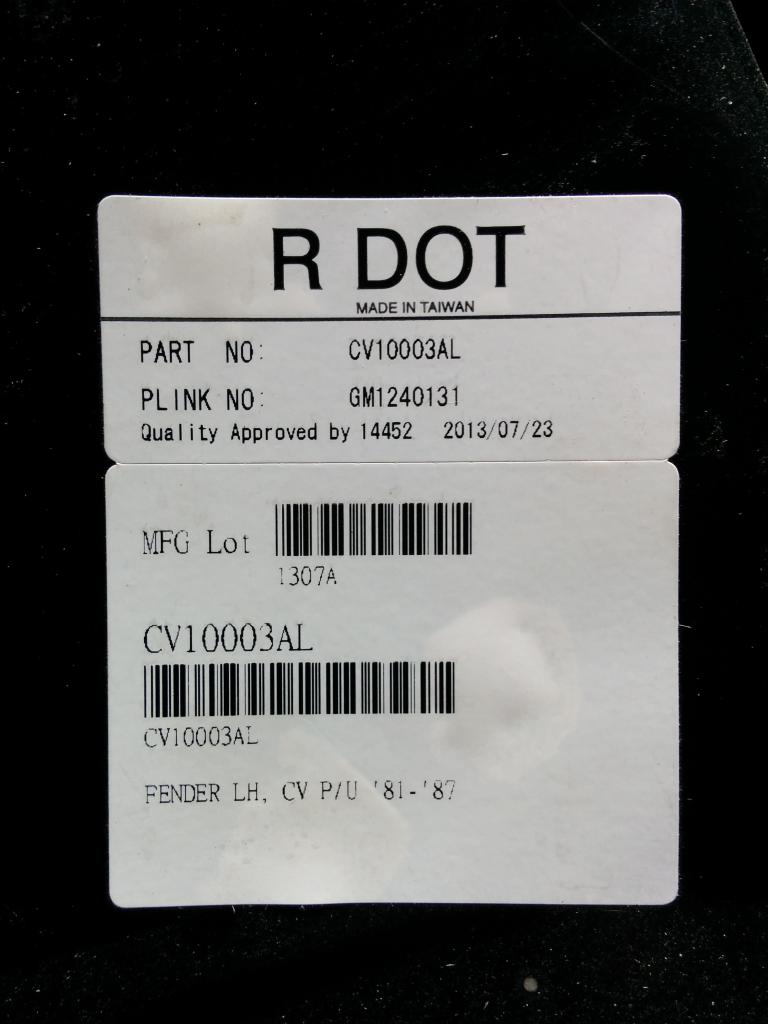 R DOT
MADE IN TAIWAN
PART NO: CV10003AL
PLINK NO: GM1240131
Quality Approved by 14452 2013/07/23
MFG Lot
1307A
CV10003AL
CV10003AL
FENDER LH, CV P/U '81-'87